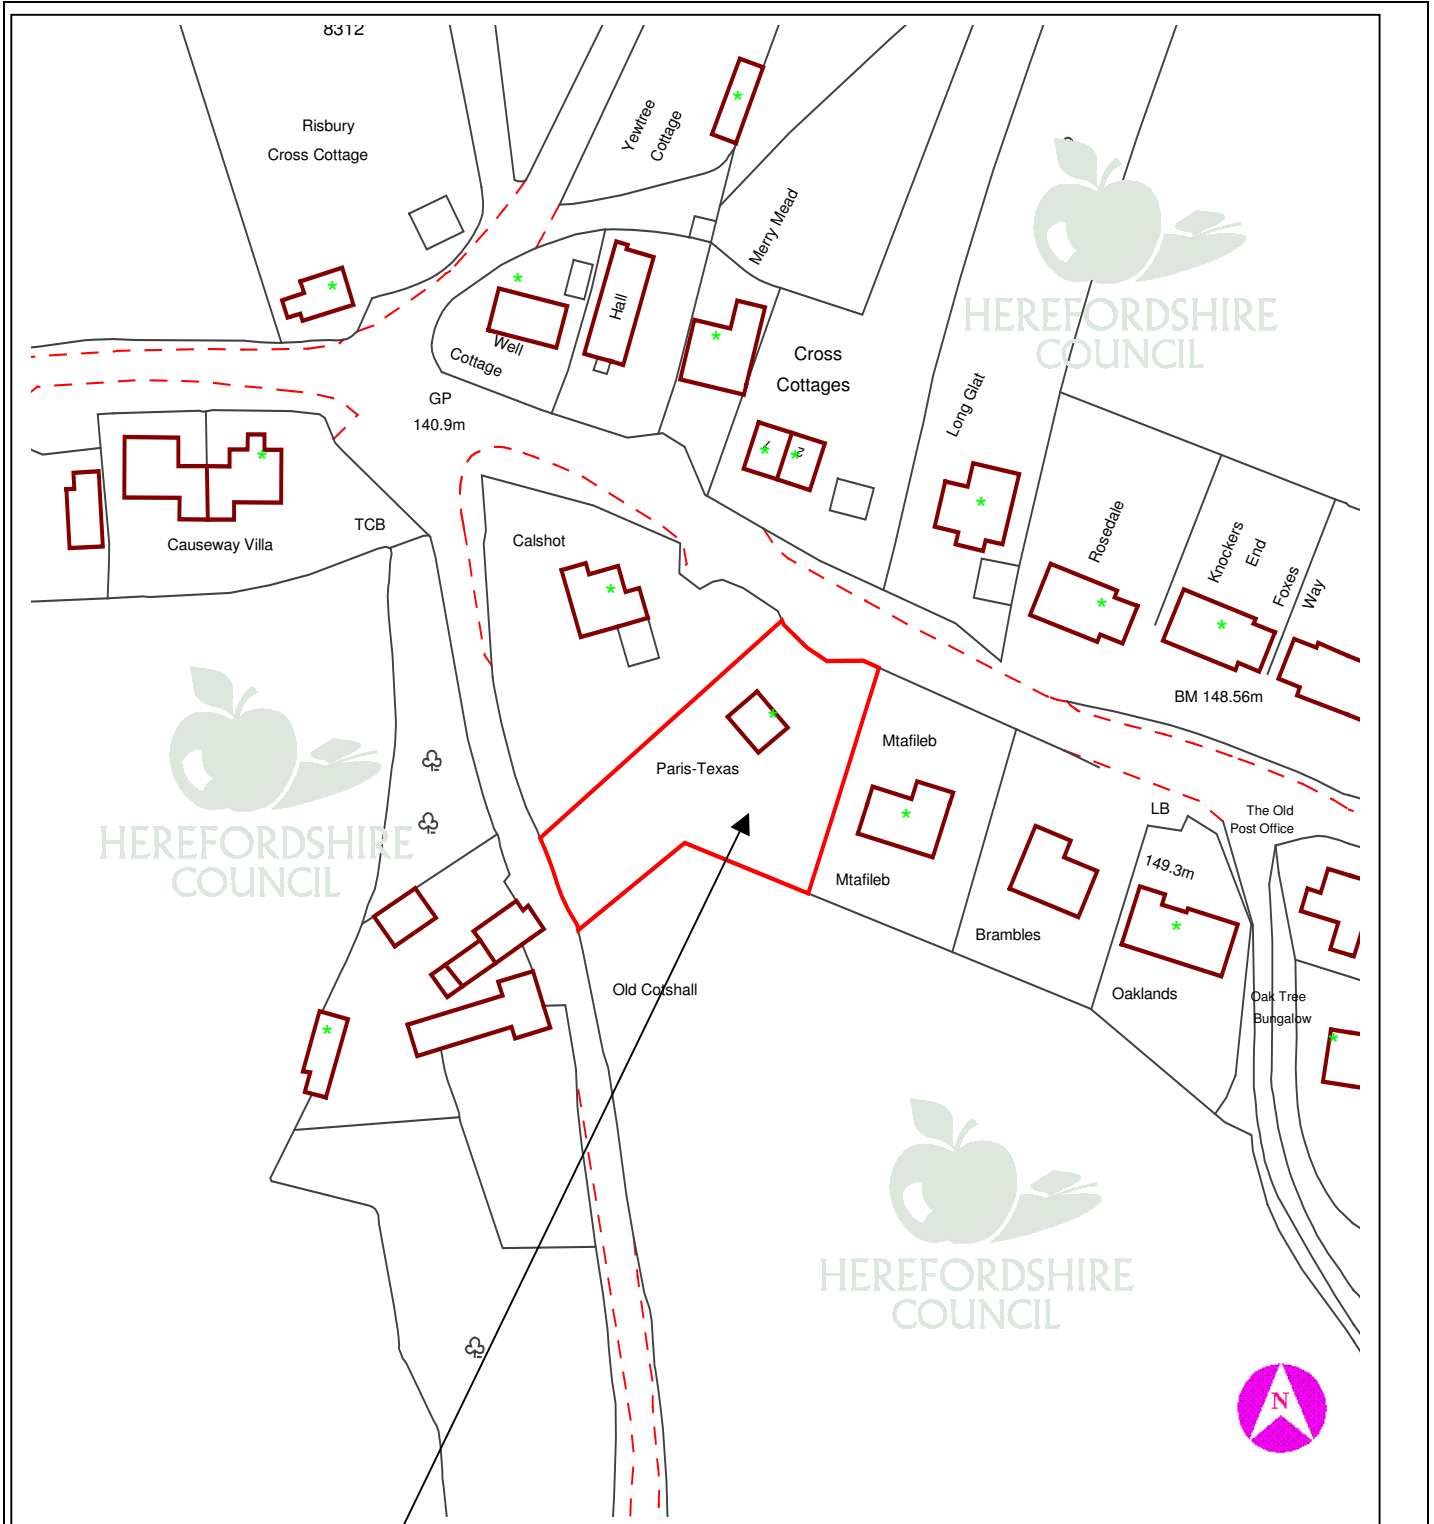 8312
Risbury
Cross Cottage
Yewtree
Cottage
Merry Mead
HEREFORDSHIRE
COUNCIL
Hall
Well
Cottage
Cross
Cottages
GP
140.9m
Long Glat
1
2
TCB
Causeway Villa
Calshot
Rosedale
Knockers
End
Foxes
Way
BM 148.56m
Mtafileb
Paris-Texas
HEREFORDSHIRE
COUNCIL
LB
The Old
Post Office
149.3m
Mtafileb
Brambles
Oaklands
Old Cotshall
Oak Tree
Bungalow
HEREFORDSHIRE
COUNCIL
N